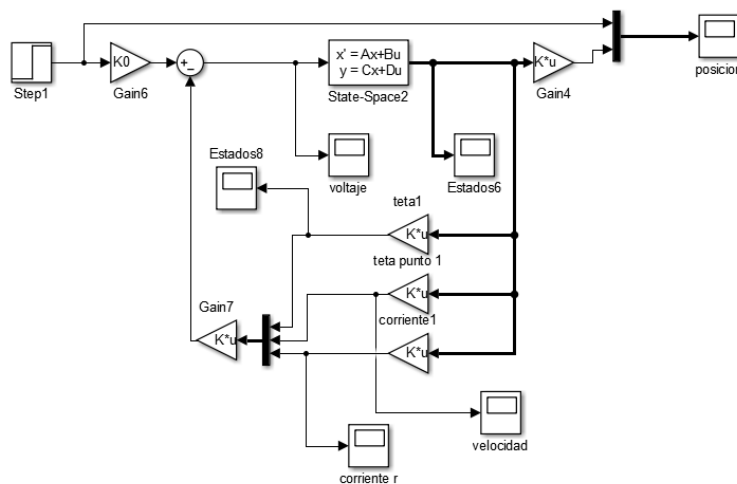 K0
Step1
Gain6
+
−
x' = Ax+Bu
y = Cx+Du
State-Space2
K*u
Gain4
posicion
voltaje
Estados6
Estados8
teta1
K*u
teta punto 1
K*u
corriente1
K*u
Gain7
K*u
velocidad
corriente r